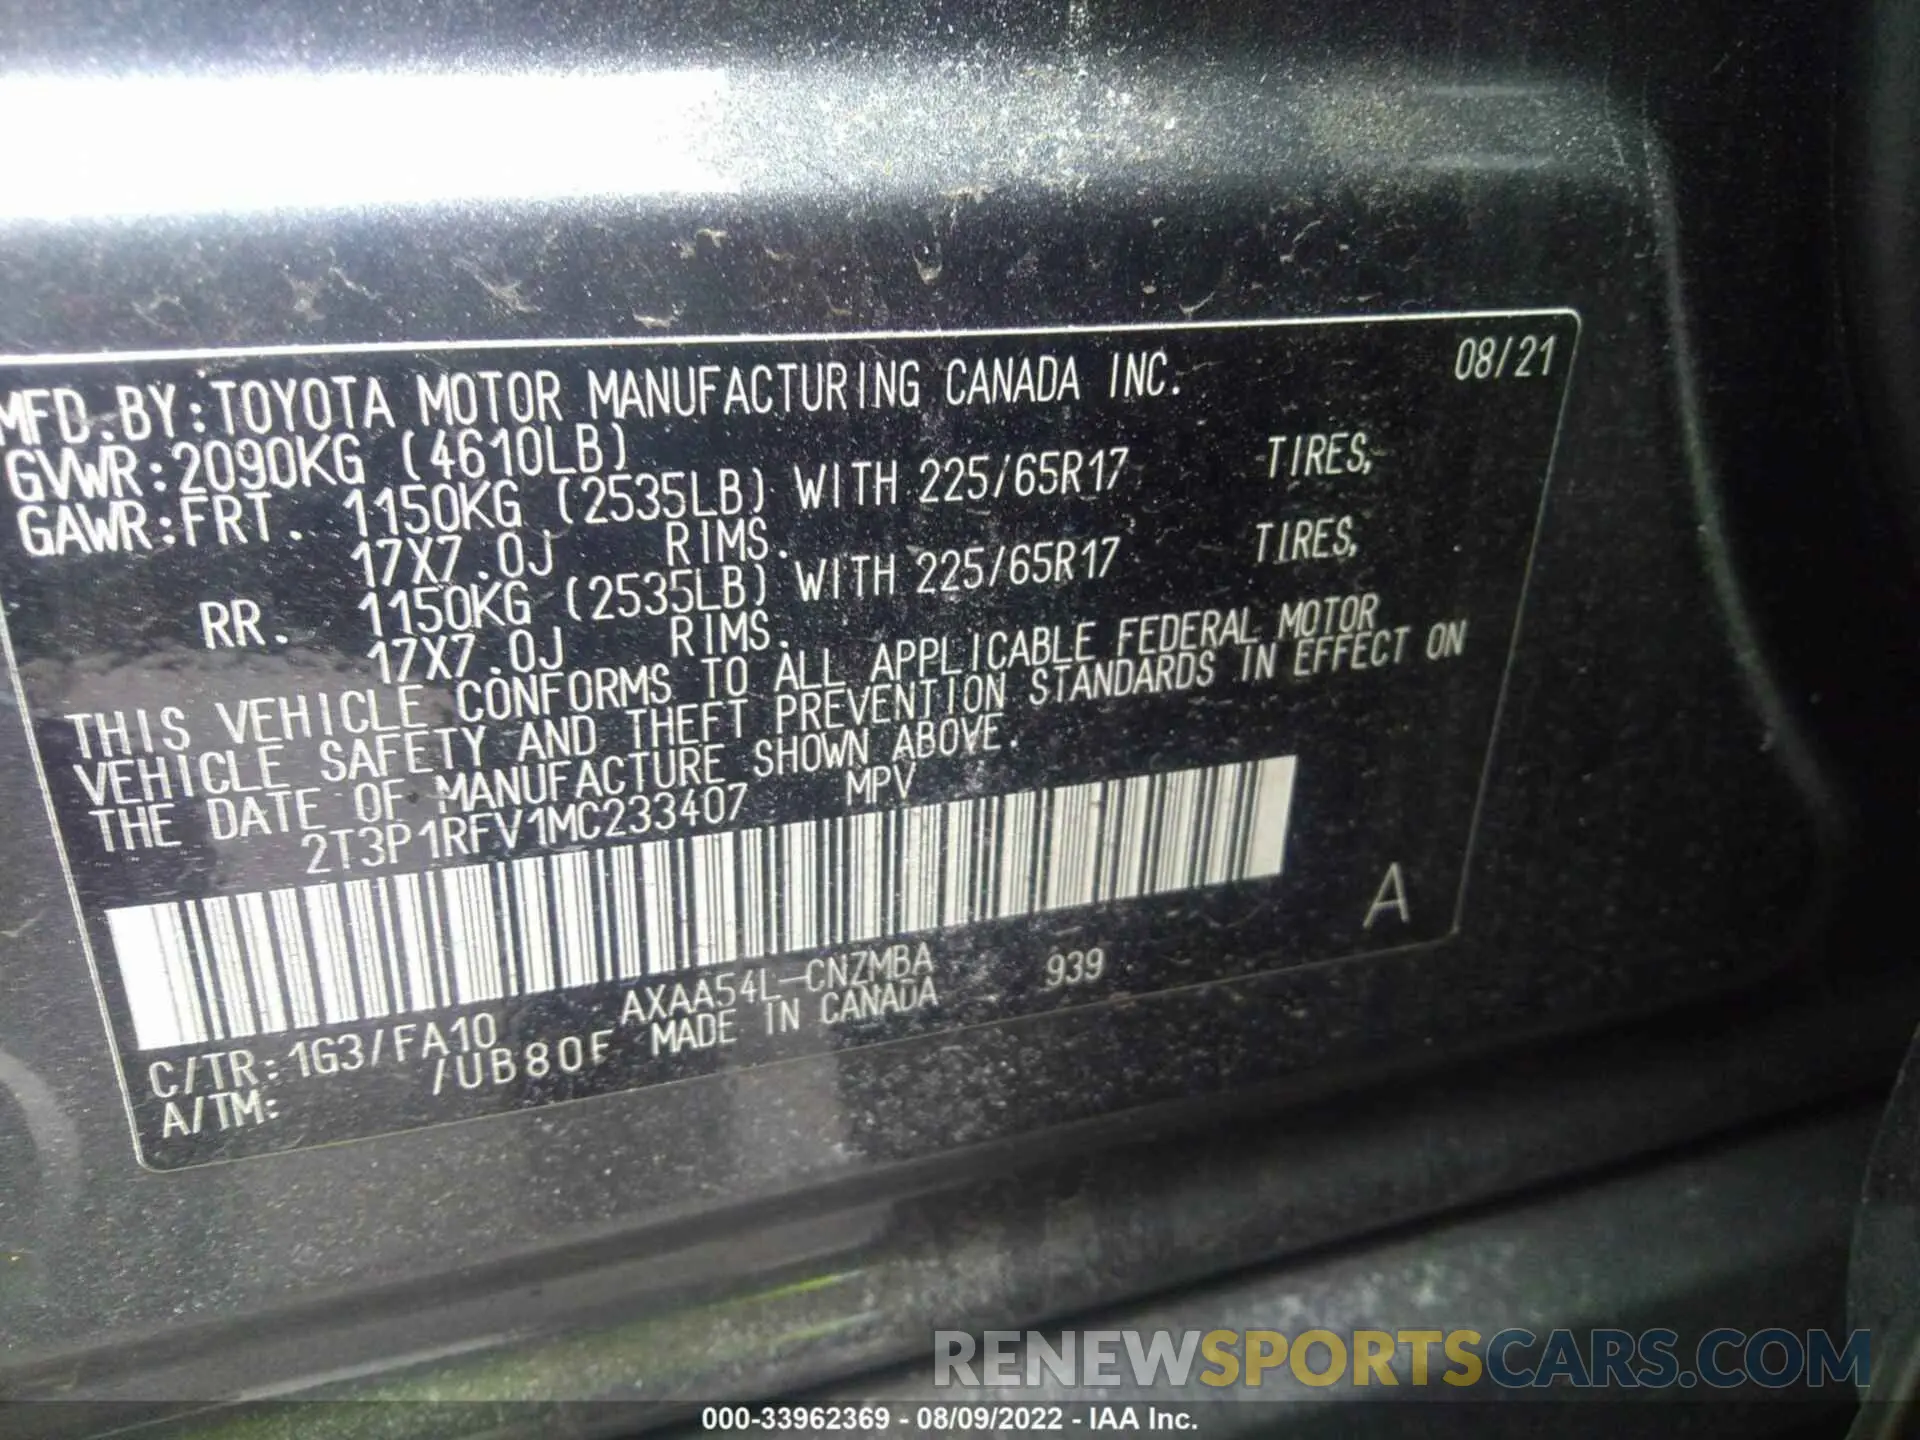 MFD.BY:TOYOTA MOTOR MANUFACTURING CANADA INC. 08/21
GVWR:2090KG (4610LB)
GAWR:FRT. 1150KG (2535LB) WITH 225/65R17 TIRES,
17X7.0J RIMS.
RR. 1150KG (2535LB) WITH 225/65R17 TIRES,
17X7.0J RIMS.
THIS VEHICLE CONFORMS TO ALL APPLICABLE FEDERAL MOTOR
VEHICLE SAFETY AND THEFT PREVENTION STANDARDS IN EFFECT ON
THE DATE OF MANUFACTURE SHOWN ABOVE.
2T3P1RFV1MC233407 MPV
A
AXAA54L-CNZMBA 939
C/TR:1G3/FA10 MADE IN CANADA
A/TM: /UB80F
RENEWSPORTSCARS.COM
000-33962369 - 08/09/2022 - IAA Inc.